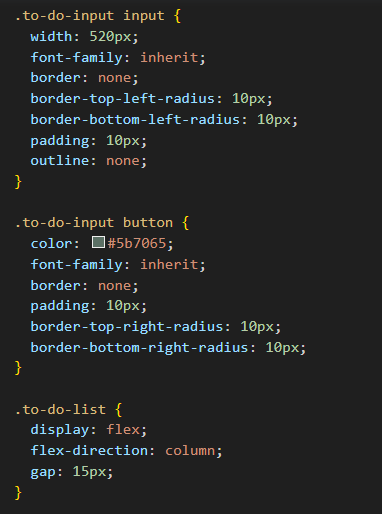 .to-do-input input {
  width: 520px;
  font-family: inherit;
  border: none;
  border-top-left-radius: 10px;
  border-bottom-left-radius: 10px;
  padding: 10px;
  outline: none;
}

.to-do-input button {
  color: #5b7065;
  font-family: inherit;
  border: none;
  padding: 10px;
  border-top-right-radius: 10px;
  border-bottom-right-radius: 10px;
}

.to-do-list {
  display: flex;
  flex-direction: column;
  gap: 15px;
}